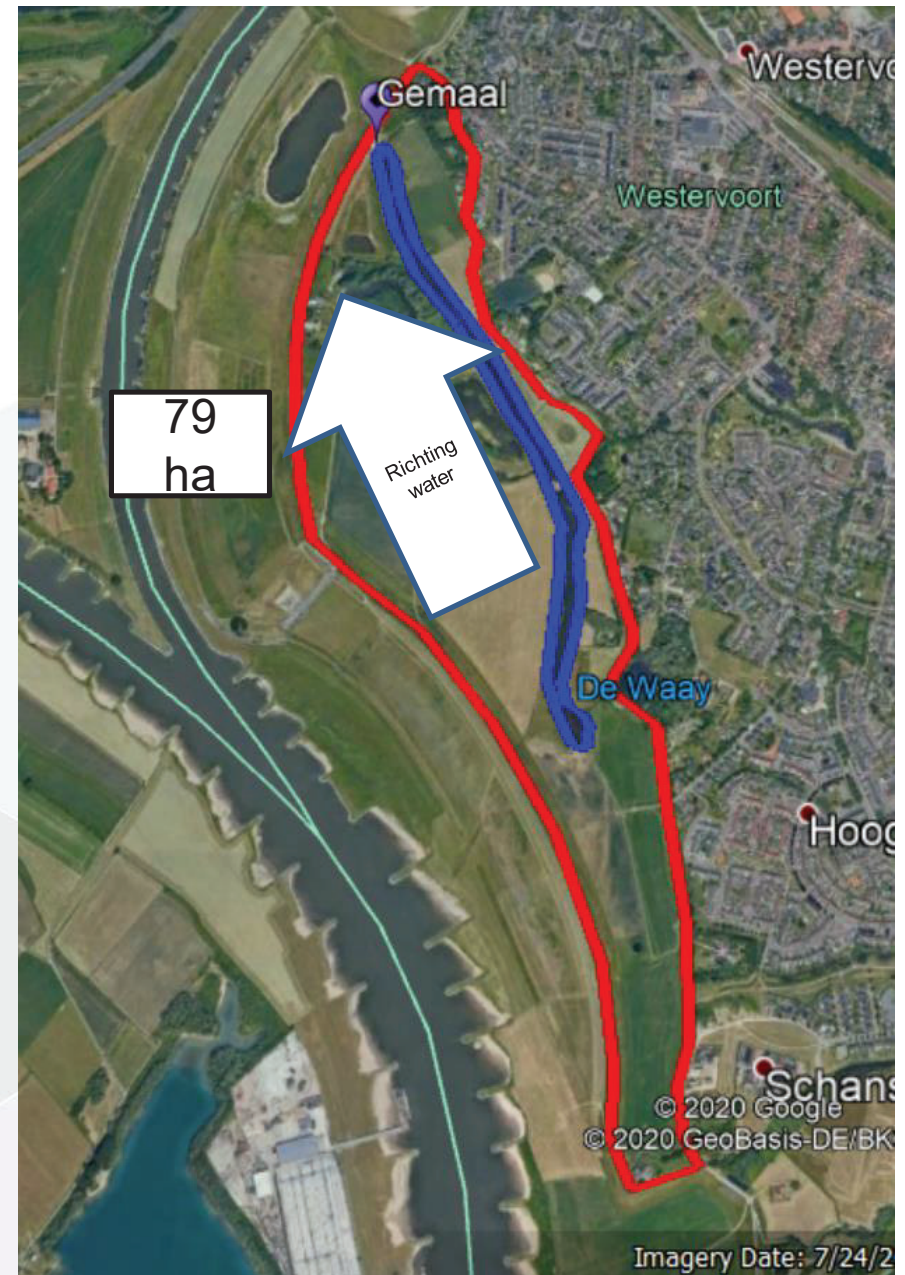 Westervo
Gemaal
Westervoort
79
ha
Richting
water
De Waay
Hoog
Schans
© 2020 Google
© 2020 GeoBasis-DE/BK
Imagery Date: 7/24/2